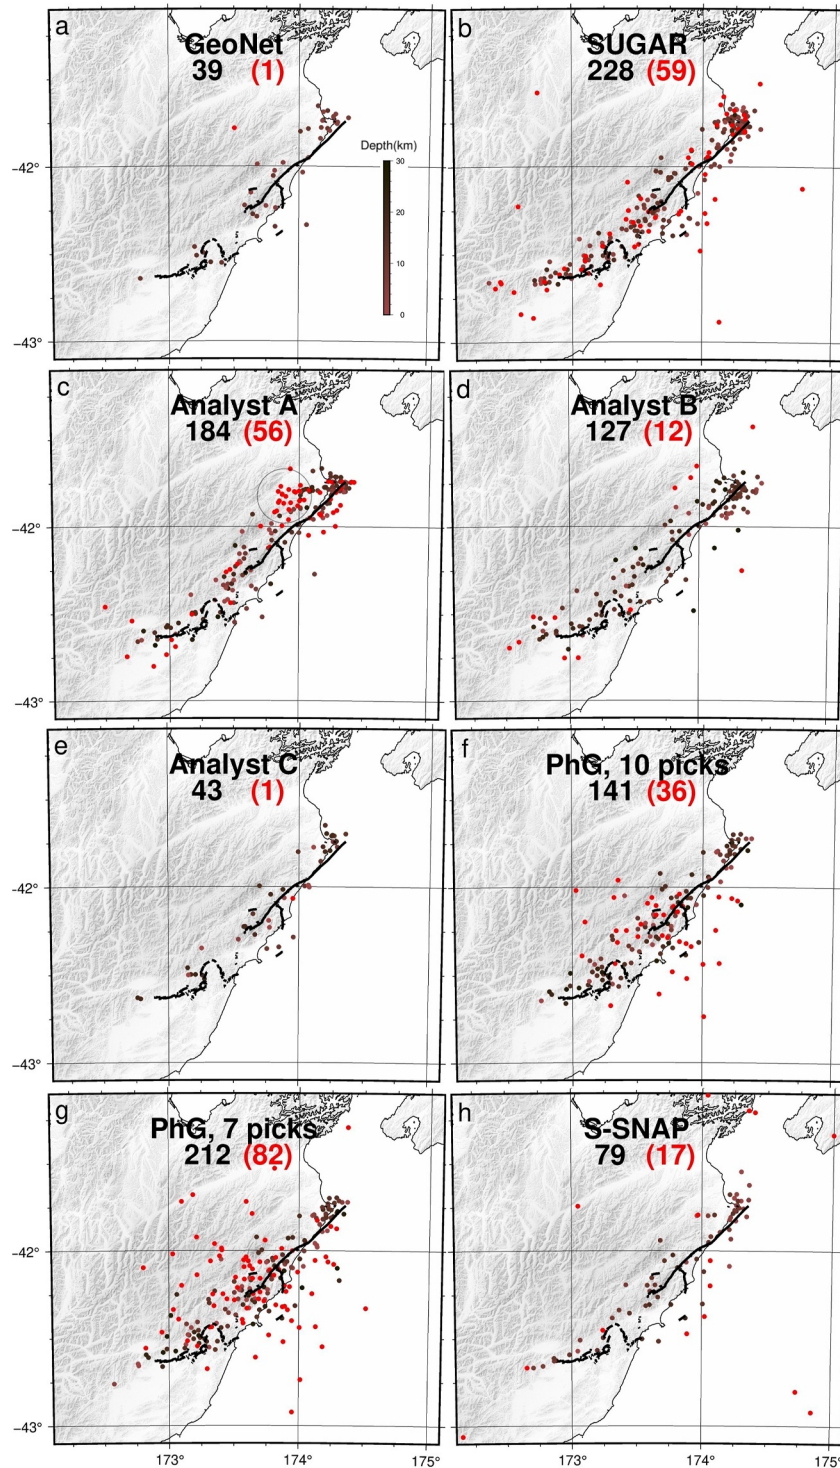 a
GeoNet
39 (1)
Depth(km)
30
20
10
0
−42°
−43°
b
SUGAR
228 (59)
c
Analyst A
184 (56)
−42°
−43°
d
Analyst B
127 (12)
e
Analyst C
43 (1)
−42°
−43°
f
PhG, 10 picks
141 (36)
g
PhG, 7 picks
212 (82)
−42°
−43°
173°
174°
175°
h
S-SNAP
79 (17)
173°
174°
175°